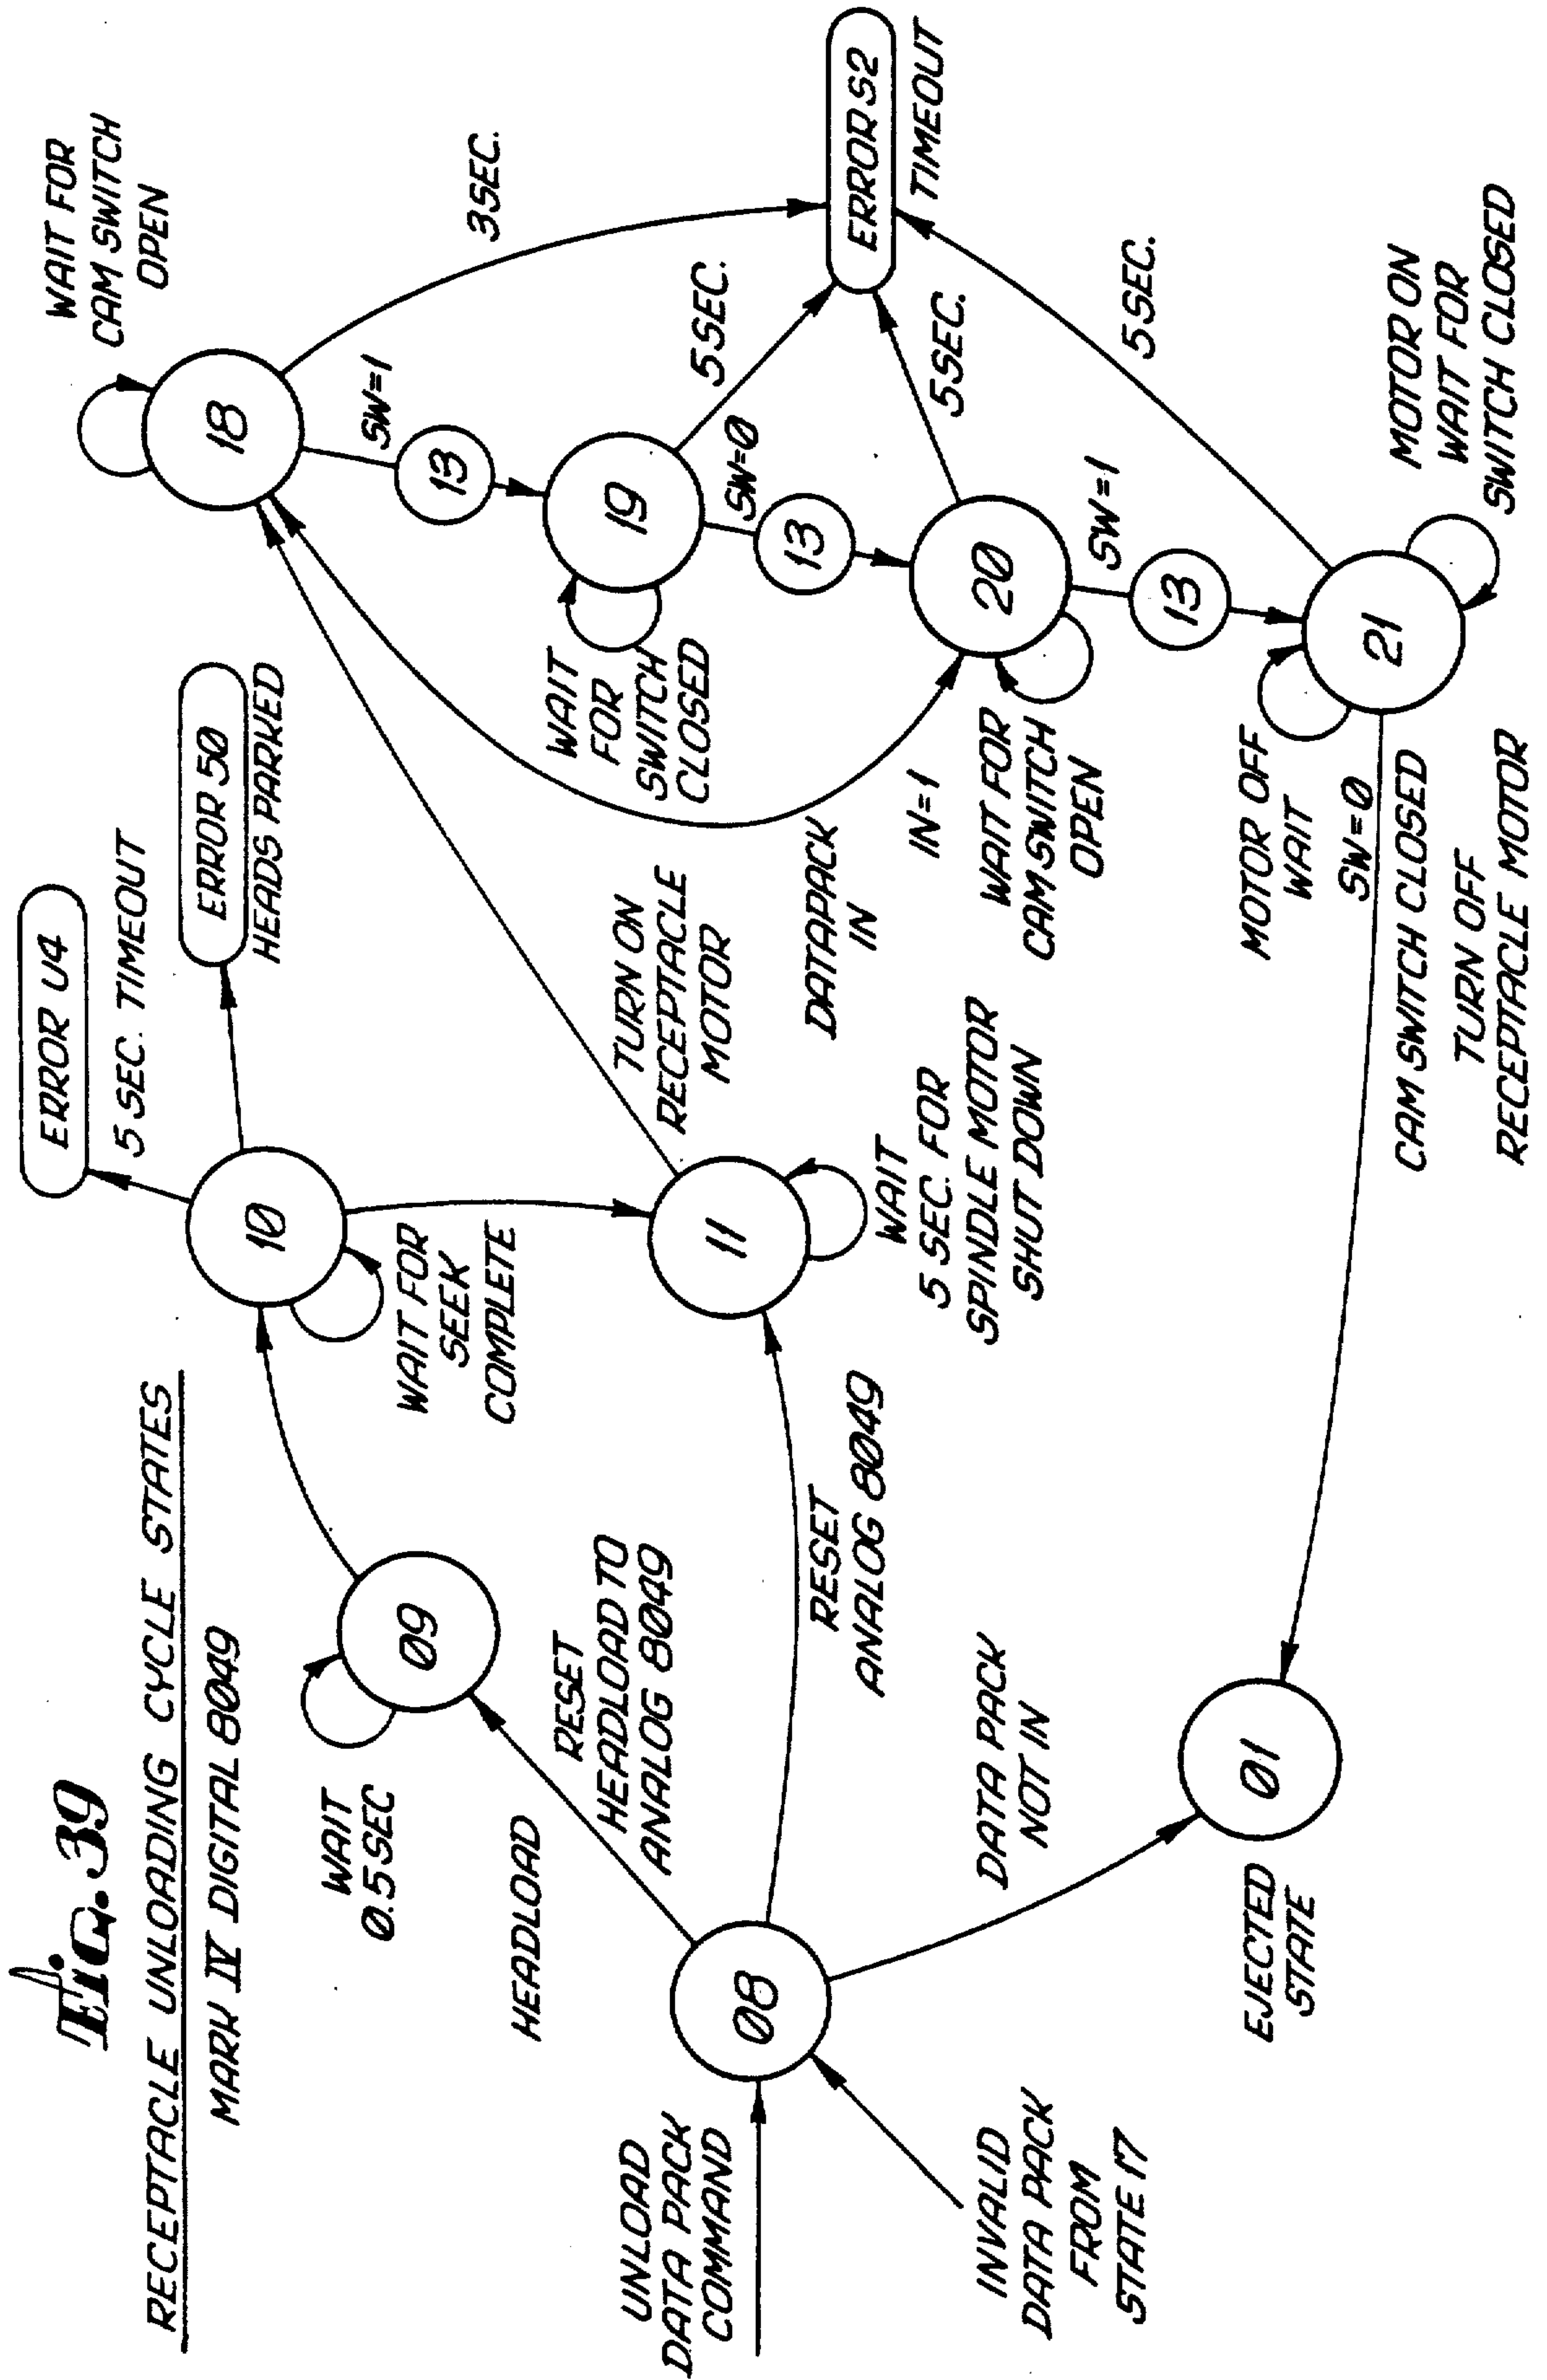 Fig. 39
RECEPTACLE UNLOADING CYCLE STATES
MARK IV DIGITAL 8049
UNLOAD
DATA PACK
COMMAND
INVALID
DATA PACK
FROM
STATE 17
08
HEADLOAD
RESET
HEADLOAD TO
ANALOG 8049
WAIT
0.5 SEC
09
RESET
ANALOG 8049
DATA PACK
NOT IN
EJECTED
STATE
01
10
WAIT FOR
SEEK
COMPLETE
ERROR U4
5 SEC. TIMEOUT
ERROR 50
HEADS PARKED
11
WAIT
5 SEC. FOR
SPINDLE MOTOR
SHUT DOWN
TURN ON
RECEPTACLE
MOTOR
DATAPACK
IN
IN=1
WAIT FOR
CAM SWITCH
OPEN
18
3 SEC.
SW=1
13
19
WAIT
FOR
SWITCH
CLOSED
5 SEC.
SW=0
13
20
WAIT FOR
CAM SWITCH
OPEN
5 SEC.
SW=1
13
21
MOTOR OFF
WAIT
SW=0
CAM SWITCH CLOSED
TURN OFF
RECEPTACLE MOTOR
MOTOR ON
WAIT FOR
SWITCH CLOSED
5 SEC.
ERROR 52
TIMEOUT